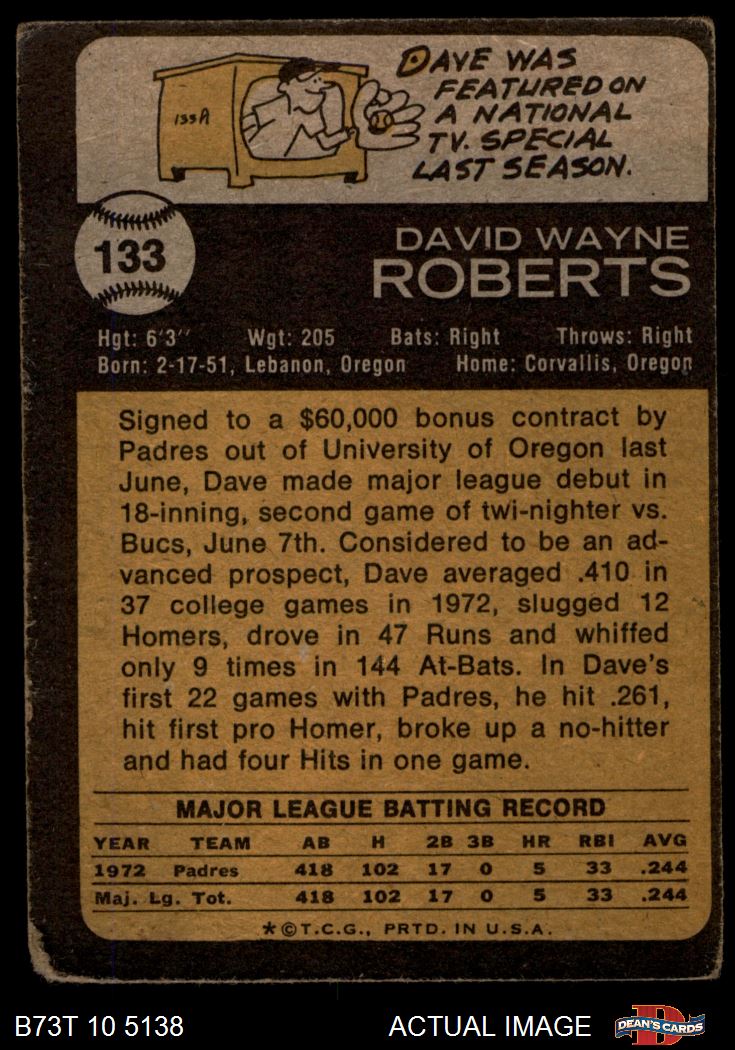 DAVE WAS
FEATURED ON
A NATIONAL
TV. SPECIAL
LAST SEASON.
133A
133
DAVID WAYNE
ROBERTS
Hgt: 6'3" Wgt: 205 Bats: Right Throws: Right
Born: 2-17-51, Lebanon, Oregon Home: Corvallis, Oregon
Signed to a $60,000 bonus contract by
Padres out of University of Oregon last
June, Dave made major league debut in
18-inning, second game of twi-nighter vs.
Bucs, June 7th. Considered to be an ad-
vanced prospect, Dave averaged .410 in
37 college games in 1972, slugged 12
Homers, drove in 47 Runs and whiffed
only 9 times in 144 At-Bats. In Dave's
first 22 games with Padres, he hit .261,
hit first pro Homer, broke up a no-hitter
and had four Hits in one game.
MAJOR LEAGUE BATTING RECORD
YEAR TEAM AB H 2B 3B HR RBI AVG
1972 Padres 418 102 17 0 5 33 .244
Maj. Lg. Tot. 418 102 17 0 5 33 .244
*©T.C.G., PRTD. IN U.S.A.
B73T 10 5138 ACTUAL IMAGE D DEAN'S CARDS